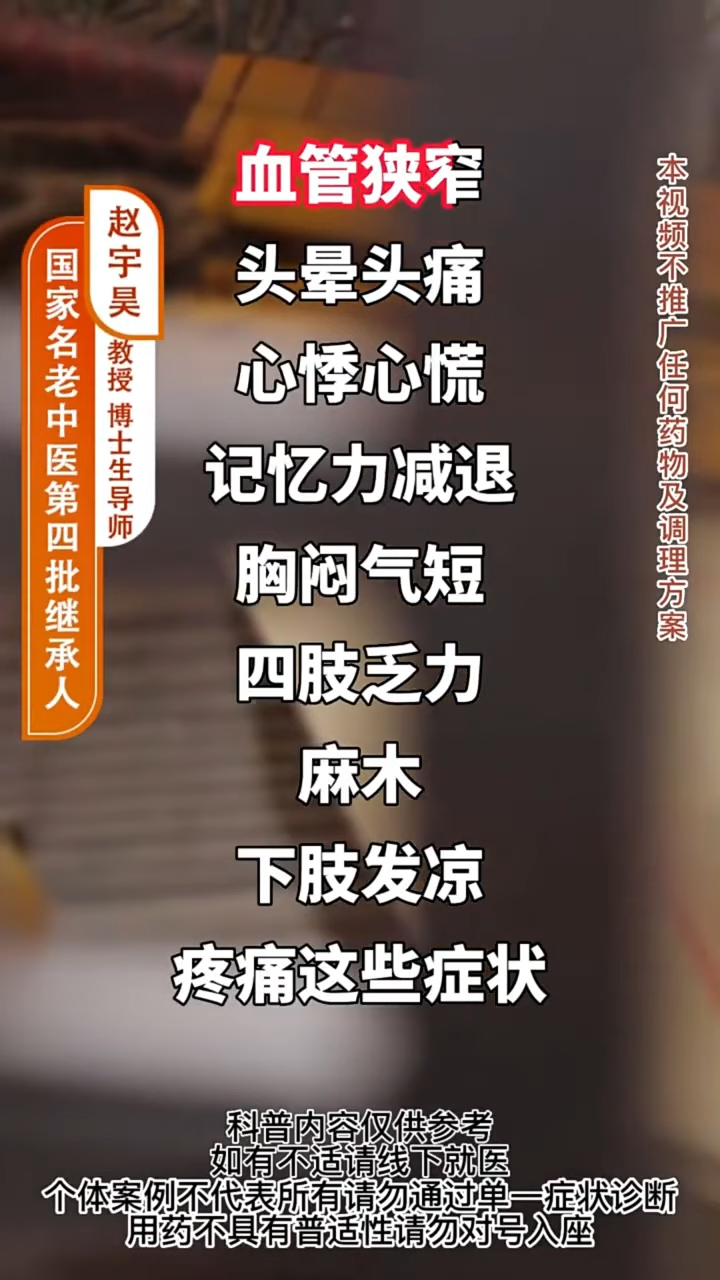 血管狭窄
头晕头痛
心悸心慌
记忆力减退
胸闷气短
四肢乏力
麻木
下肢发凉
疼痛这些症状
赵宇昊
教授 博士生导师
国家名老中医第四批继承人
本视频不推广任何药物及调理方案
科普内容仅供参考
如有不适请线下就医
个体案例不代表所有请勿通过单一症状诊断
用药不具有普适性请勿对号入座